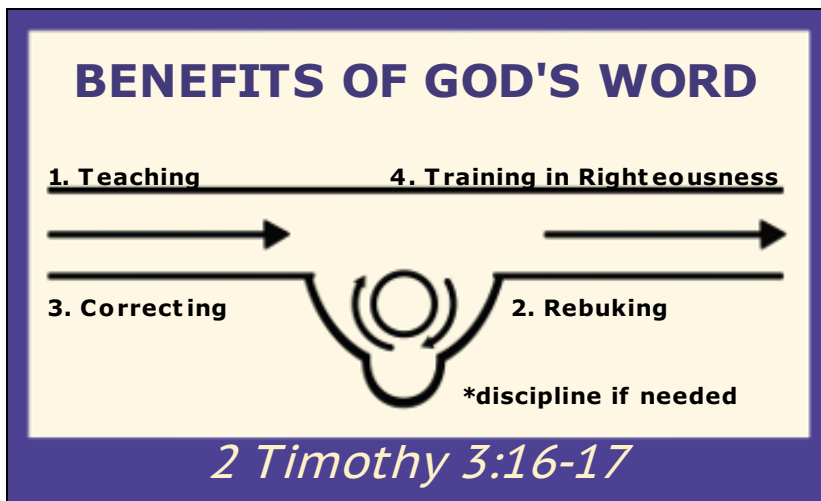 BENEFITS OF GOD'S WORD
1. Teaching 4. Training in Righteousness
3. Correcting 2. Rebuking
*discipline if needed
2 Timothy 3:16-17